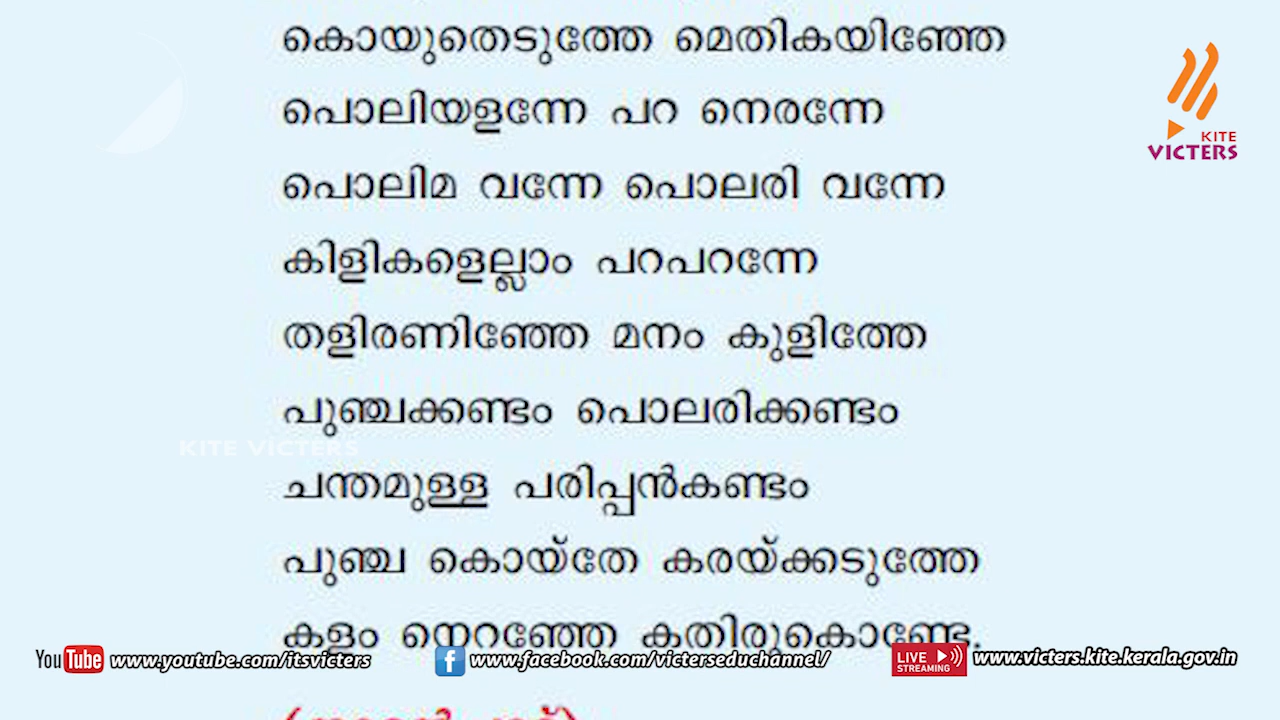 കൊയുതെടുത്തേ മെതികയിഞ്ഞേ
പൊലിയളന്നേ പറ നെരന്നേ
പൊലിമ വന്നേ പൊലരി വന്നേ
കിളികളെല്ലാം പറപറന്നേ
തളിരണിഞ്ഞേ മനം കുളിത്തേ
പുഞ്ചക്കണ്ടം പൊലരിക്കണ്ടം
ചന്തമുള്ള പരിപ്പൻകണ്ടം
പുഞ്ച കൊയ്തേ കരയ്ക്കടുത്തേ
കളം നെറഞ്ഞേ കതിരുകൊണ്ടേ.
KITE VICTERS
KITE VICTERS
YouTube www.youtube.com/itsvicters
f www.facebook.com/victerseduchannel/
LIVE STREAMING www.victers.kite.kerala.gov.in